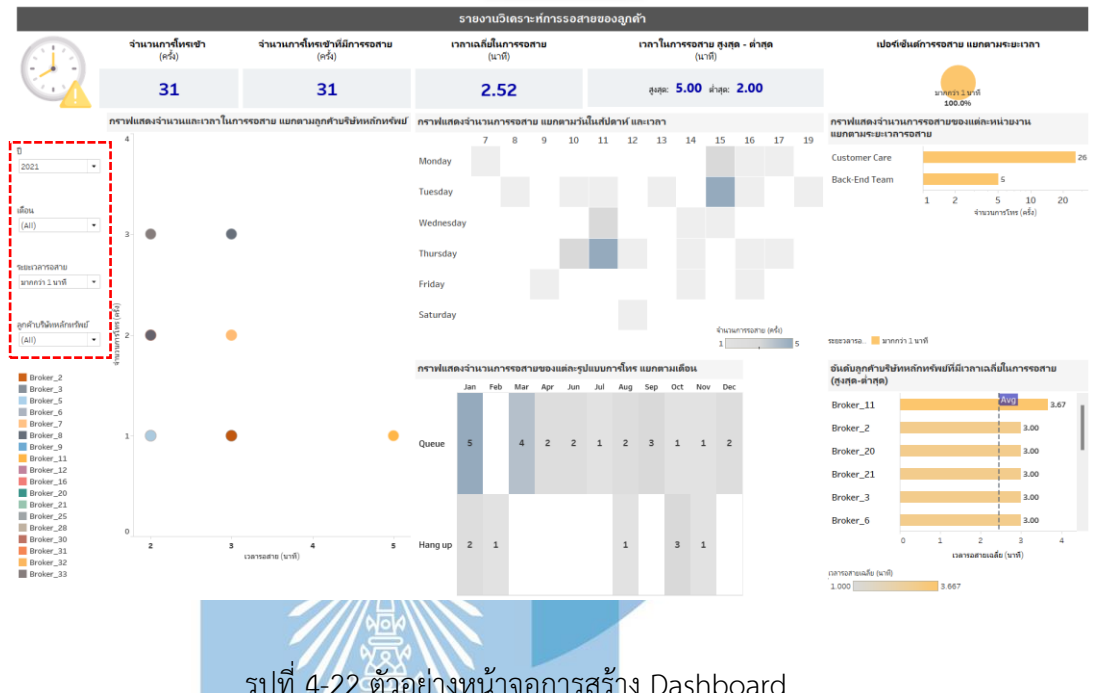 รายงานวิเคราะห์การรอสายของลูกค้า
จำนวนการโทรเข้า
(ครั้ง)
31
จำนวนการโทรเข้าที่มีการรอสาย
(ครั้ง)
31
เวลาเฉลี่ยในการรอสาย
(นาที)
2.52
เวลาในการรอสาย สูงสุด - ต่ำสุด
(นาที)
สูงสุด: 5.00 ต่ำสุด: 2.00
เปอร์เซ็นต์การรอสาย แยกตามระยะเวลา
มากกว่า 1 นาที
100.0%
ปี
2021
เดือน
(All)
ระยะเวลารอสาย
มากกว่า 1 นาที
ลูกค้าบริษัทหลักทรัพย์
(All)
Broker_2
Broker_3
Broker_5
Broker_6
Broker_7
Broker_8
Broker_9
Broker_11
Broker_12
Broker_16
Broker_20
Broker_21
Broker_25
Broker_28
Broker_30
Broker_31
Broker_32
Broker_33
กราฟแสดงจำนวนและเวลาในการรอสาย แยกตามลูกค้าบริษัทหลักทรัพย์
4
3
2
1
0
จำนวนการโทร (ครั้ง)
2 3 4 5
เวลารอสาย (นาที)
กราฟแสดงจำนวนการรอสาย แยกตามวันในสัปดาห์ และเวลา
7 8 9 10 11 12 13 14 15 16 17 19
Monday
Tuesday
Wednesday
Thursday
Friday
Saturday
จำนวนการรอสาย (ครั้ง)
1 5
กราฟแสดงจำนวนการรอสายของแต่ละรูปแบบการโทร แยกตามเดือน
Jan Feb Mar Apr Jun Jul Aug Sep Oct Nov Dec
Queue 5 4 2 2 1 2 3 1 1 2
Hang up 2 1 1 3 1
กราฟแสดงจำนวนการรอสายของแต่ละหน่วยงาน
แยกตามระยะเวลารอสาย
Customer Care 26
Back-End Team 5
1 2 5 10 20
จำนวนการโทร (ครั้ง)
ระยะเวลารอ.. มากกว่า 1 นาที
อันดับลูกค้าบริษัทหลักทรัพย์ที่มีเวลาเฉลี่ยในการรอสาย
(สูงสุด-ต่ำสุด)
Avg
Broker_11 3.67
Broker_2 3.00
Broker_20 3.00
Broker_21 3.00
Broker_3 3.00
Broker_6 3.00
0 1 2 3 4
เวลารอสายเฉลี่ย (นาที)
เวลารอสายเฉลี่ย (นาที)
1.000 3.667
รูปที่ 4-22 ตัวอย่างหน้าจอการสร้าง Dashboard